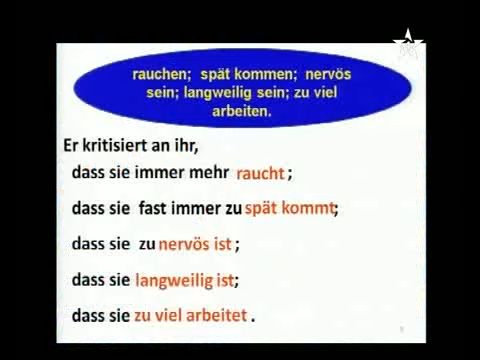 rauchen; spät kommen; nervös
sein; langweilig sein; zu viel
arbeiten.
Er kritisiert an ihr,
dass sie immer mehr raucht ;
dass sie fast immer zu spät kommt;
dass sie zu nervös ist ;
dass sie langweilig ist;
dass sie zu viel arbeitet .